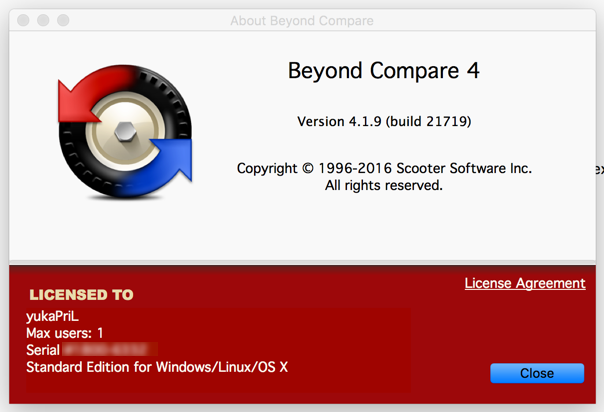 About Beyond Compare
Beyond Compare 4
Version 4.1.9 (build 21719)
Copyright © 1996-2016 Scooter Software Inc.
All rights reserved.
ex
License Agreement
LICENSED TO
yukaPriL
Max users: 1
Serial
Standard Edition for Windows/Linux/OS X
Close